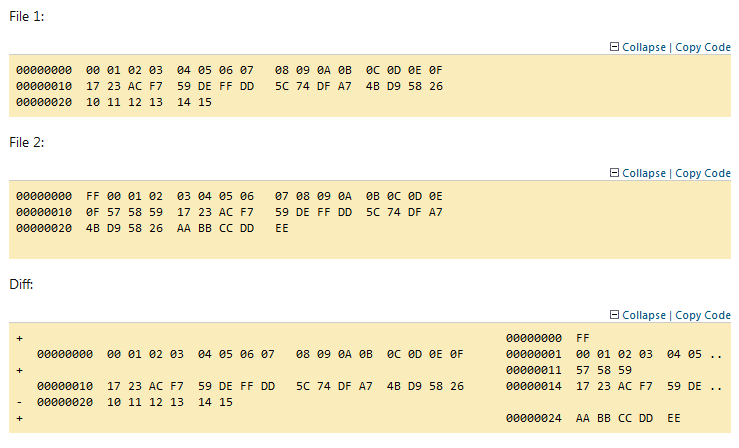 File 1:
Collapse | Copy Code
00000000  00 01 02 03  04 05 06 07   08 09 0A 0B  0C 0D 0E 0F
00000010  17 23 AC F7  59 DE FF DD   5C 74 DF A7  4B D9 58 26
00000020  10 11 12 13  14 15
File 2:
Collapse | Copy Code
00000000  FF 00 01 02  03 04 05 06   07 08 09 0A  0B 0C 0D 0E
00000010  0F 57 58 59  17 23 AC F7   59 DE FF DD  5C 74 DF A7
00000020  4B D9 58 26  AA BB CC DD   EE
Diff:
Collapse | Copy Code
+                                                                     00000000  FF
   00000000  00 01 02 03  04 05 06 07   08 09 0A 0B  0C 0D 0E 0F      00000001  00 01 02 03  04 05 ..
+                                                                     00000011  57 58 59
   00000010  17 23 AC F7  59 DE FF DD   5C 74 DF A7  4B D9 58 26      00000014  17 23 AC F7  59 DE ..
-  00000020  10 11 12 13  14 15
+                                                                     00000024  AA BB CC DD  EE